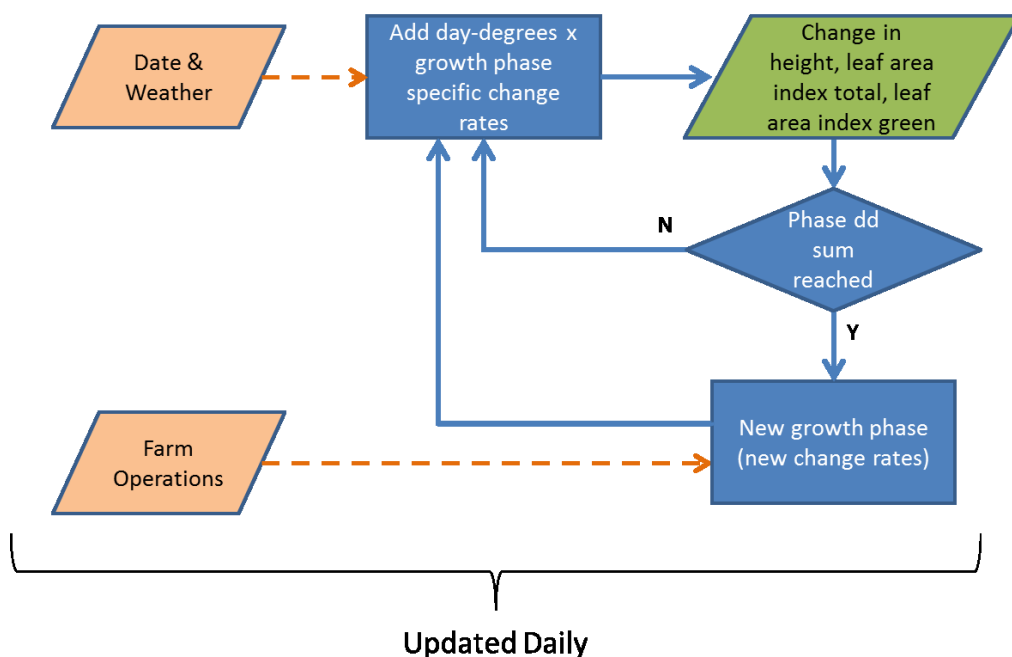 Date &
Weather
Add day-degrees x
growth phase
specific change
rates
Change in
height, leaf area
index total, leaf
area index green
N
Phase dd
sum
reached
Y
Farm
Operations
New growth phase
(new change rates)
Updated Daily